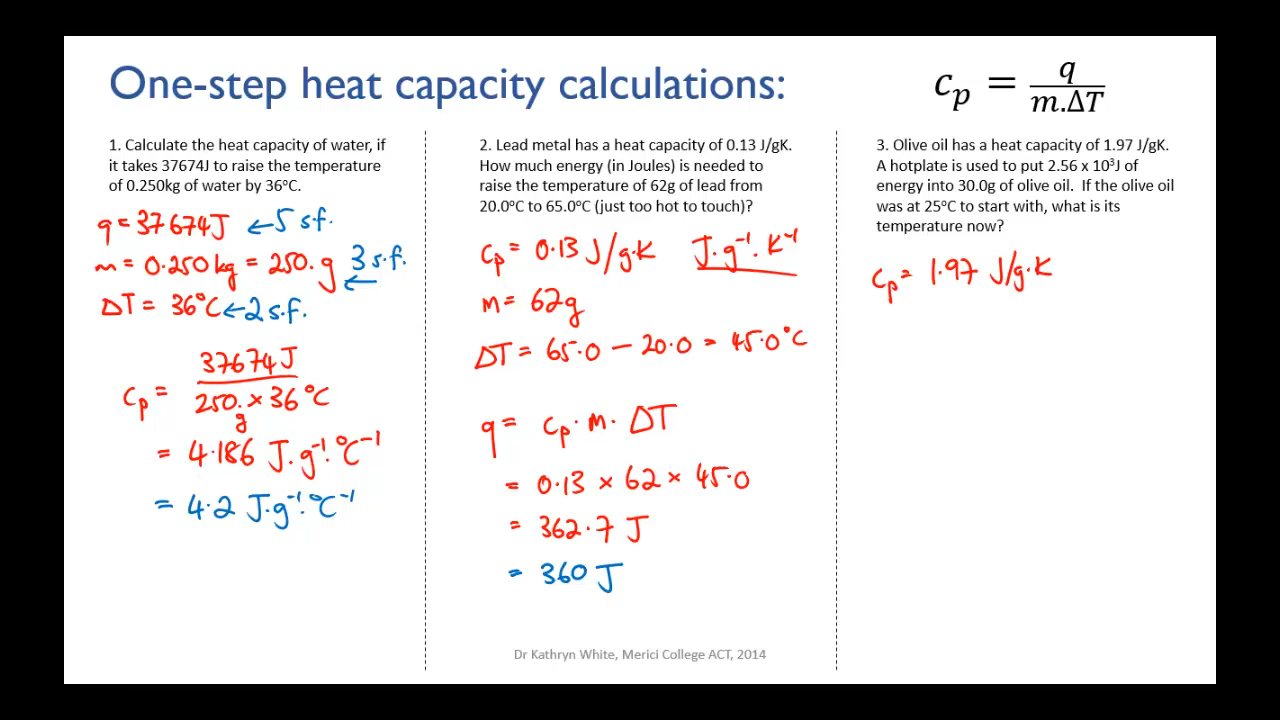 One-step heat capacity calculations:
cₚ = q / m.ΔT
1. Calculate the heat capacity of water, if
it takes 37674J to raise the temperature
of 0.250kg of water by 36°C.
q = 37674J ← 5 s.f.
m = 0.250 kg = 250. g 3 s.f. ←
ΔT = 36°C ← 2 s.f.
cₚ = 37674 J / 250. g × 36 °C
= 4.186 J.g⁻¹.°C⁻¹
= 4.2 J.g⁻¹.°C⁻¹
2. Lead metal has a heat capacity of 0.13 J/gK.
How much energy (in Joules) is needed to
raise the temperature of 62g of lead from
20.0°C to 65.0°C (just too hot to touch)?
cₚ = 0.13 J/g.K J.g⁻¹.K⁻¹
m = 62g
ΔT = 65.0 − 20.0 = 45.0°C
q = cₚ . m . ΔT
= 0.13 × 62 × 45.0
= 362.7 J
= 360 J
3. Olive oil has a heat capacity of 1.97 J/gK.
A hotplate is used to put 2.56 x 10³J of
energy into 30.0g of olive oil. If the olive oil
was at 25°C to start with, what is its
temperature now?
cₚ = 1.97 J/g.K
Dr Kathryn White, Merici College ACT, 2014